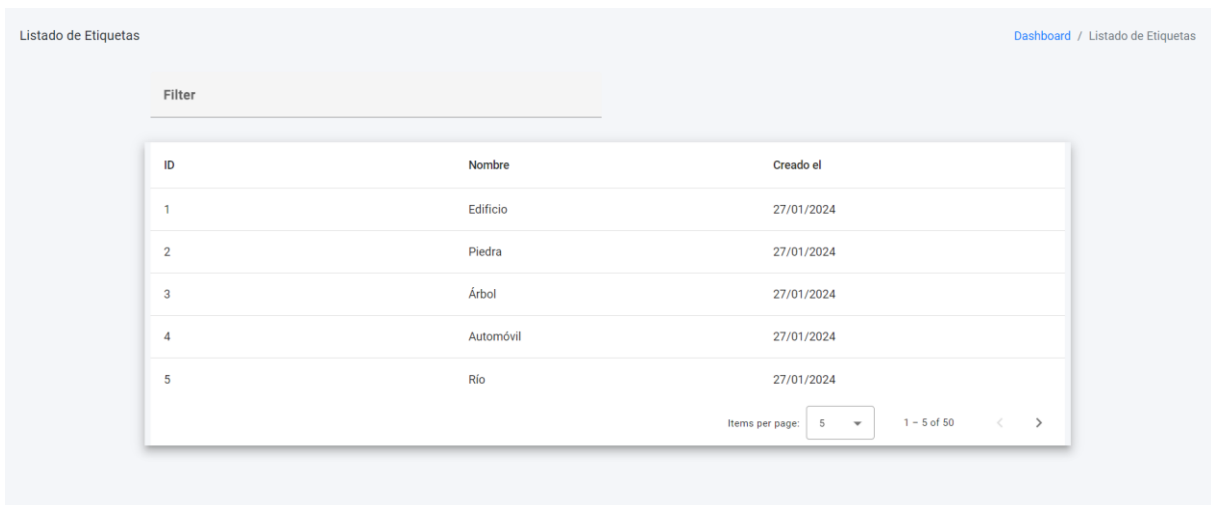 Listado de Etiquetas
Dashboard / Listado de Etiquetas
Filter
ID Nombre Creado el
1 Edificio 27/01/2024
2 Piedra 27/01/2024
3 Árbol 27/01/2024
4 Automóvil 27/01/2024
5 Río 27/01/2024
Items per page: 5 1 – 5 of 50